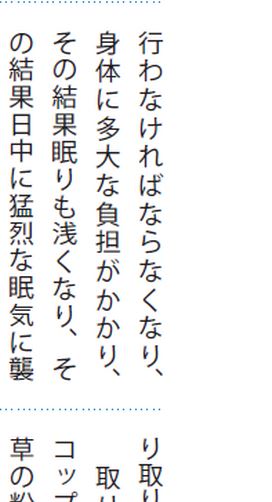 行わなければならなくなり、
身体に多大な負担がかかり、
その結果眠りも浅くなり、そ
の結果日中に猛烈な眠気に襲
り取り
取り
コップ
草の粉